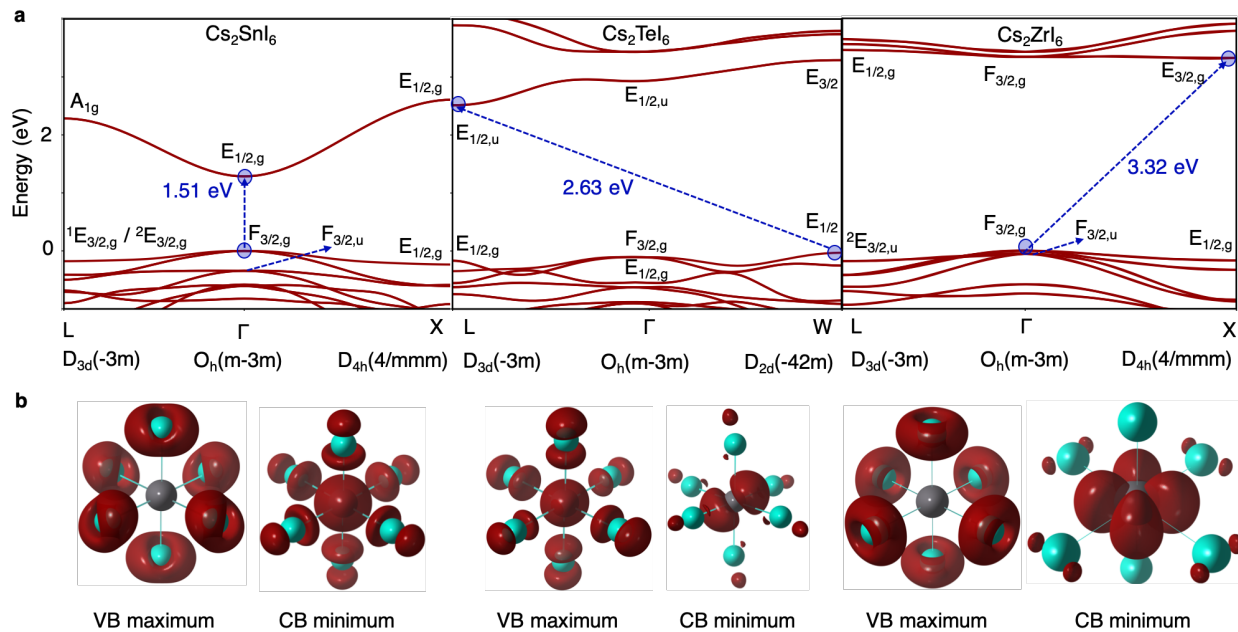 a
Cs₂SnI₆
Cs₂TeI₆
Cs₂ZrI₆
Energy (eV)
2
0
A₁g
E₁/₂,g
E₁/₂,g
1.51 eV
¹E₃/₂,g / ²E₃/₂,g
F₃/₂,g
F₃/₂,u
E₁/₂,g
E₁/₂,u
E₁/₂,u
E₃/₂
2.63 eV
E₁/₂,g
F₃/₂,g
E₁/₂,g
E₁/₂
E₁/₂,g
F₃/₂,g
E₃/₂,g
3.32 eV
²E₃/₂,u
F₃/₂,g
F₃/₂,u
E₁/₂,g
L Γ X L Γ W L Γ X
D₃d(-3m) Oₕ(m-3m) D₄ₕ(4/mmm) D₃d(-3m) Oₕ(m-3m) D₂d(-42m) D₃d(-3m) Oₕ(m-3m) D₄ₕ(4/mmm)
b
VB maximum CB minimum VB maximum CB minimum VB maximum CB minimum